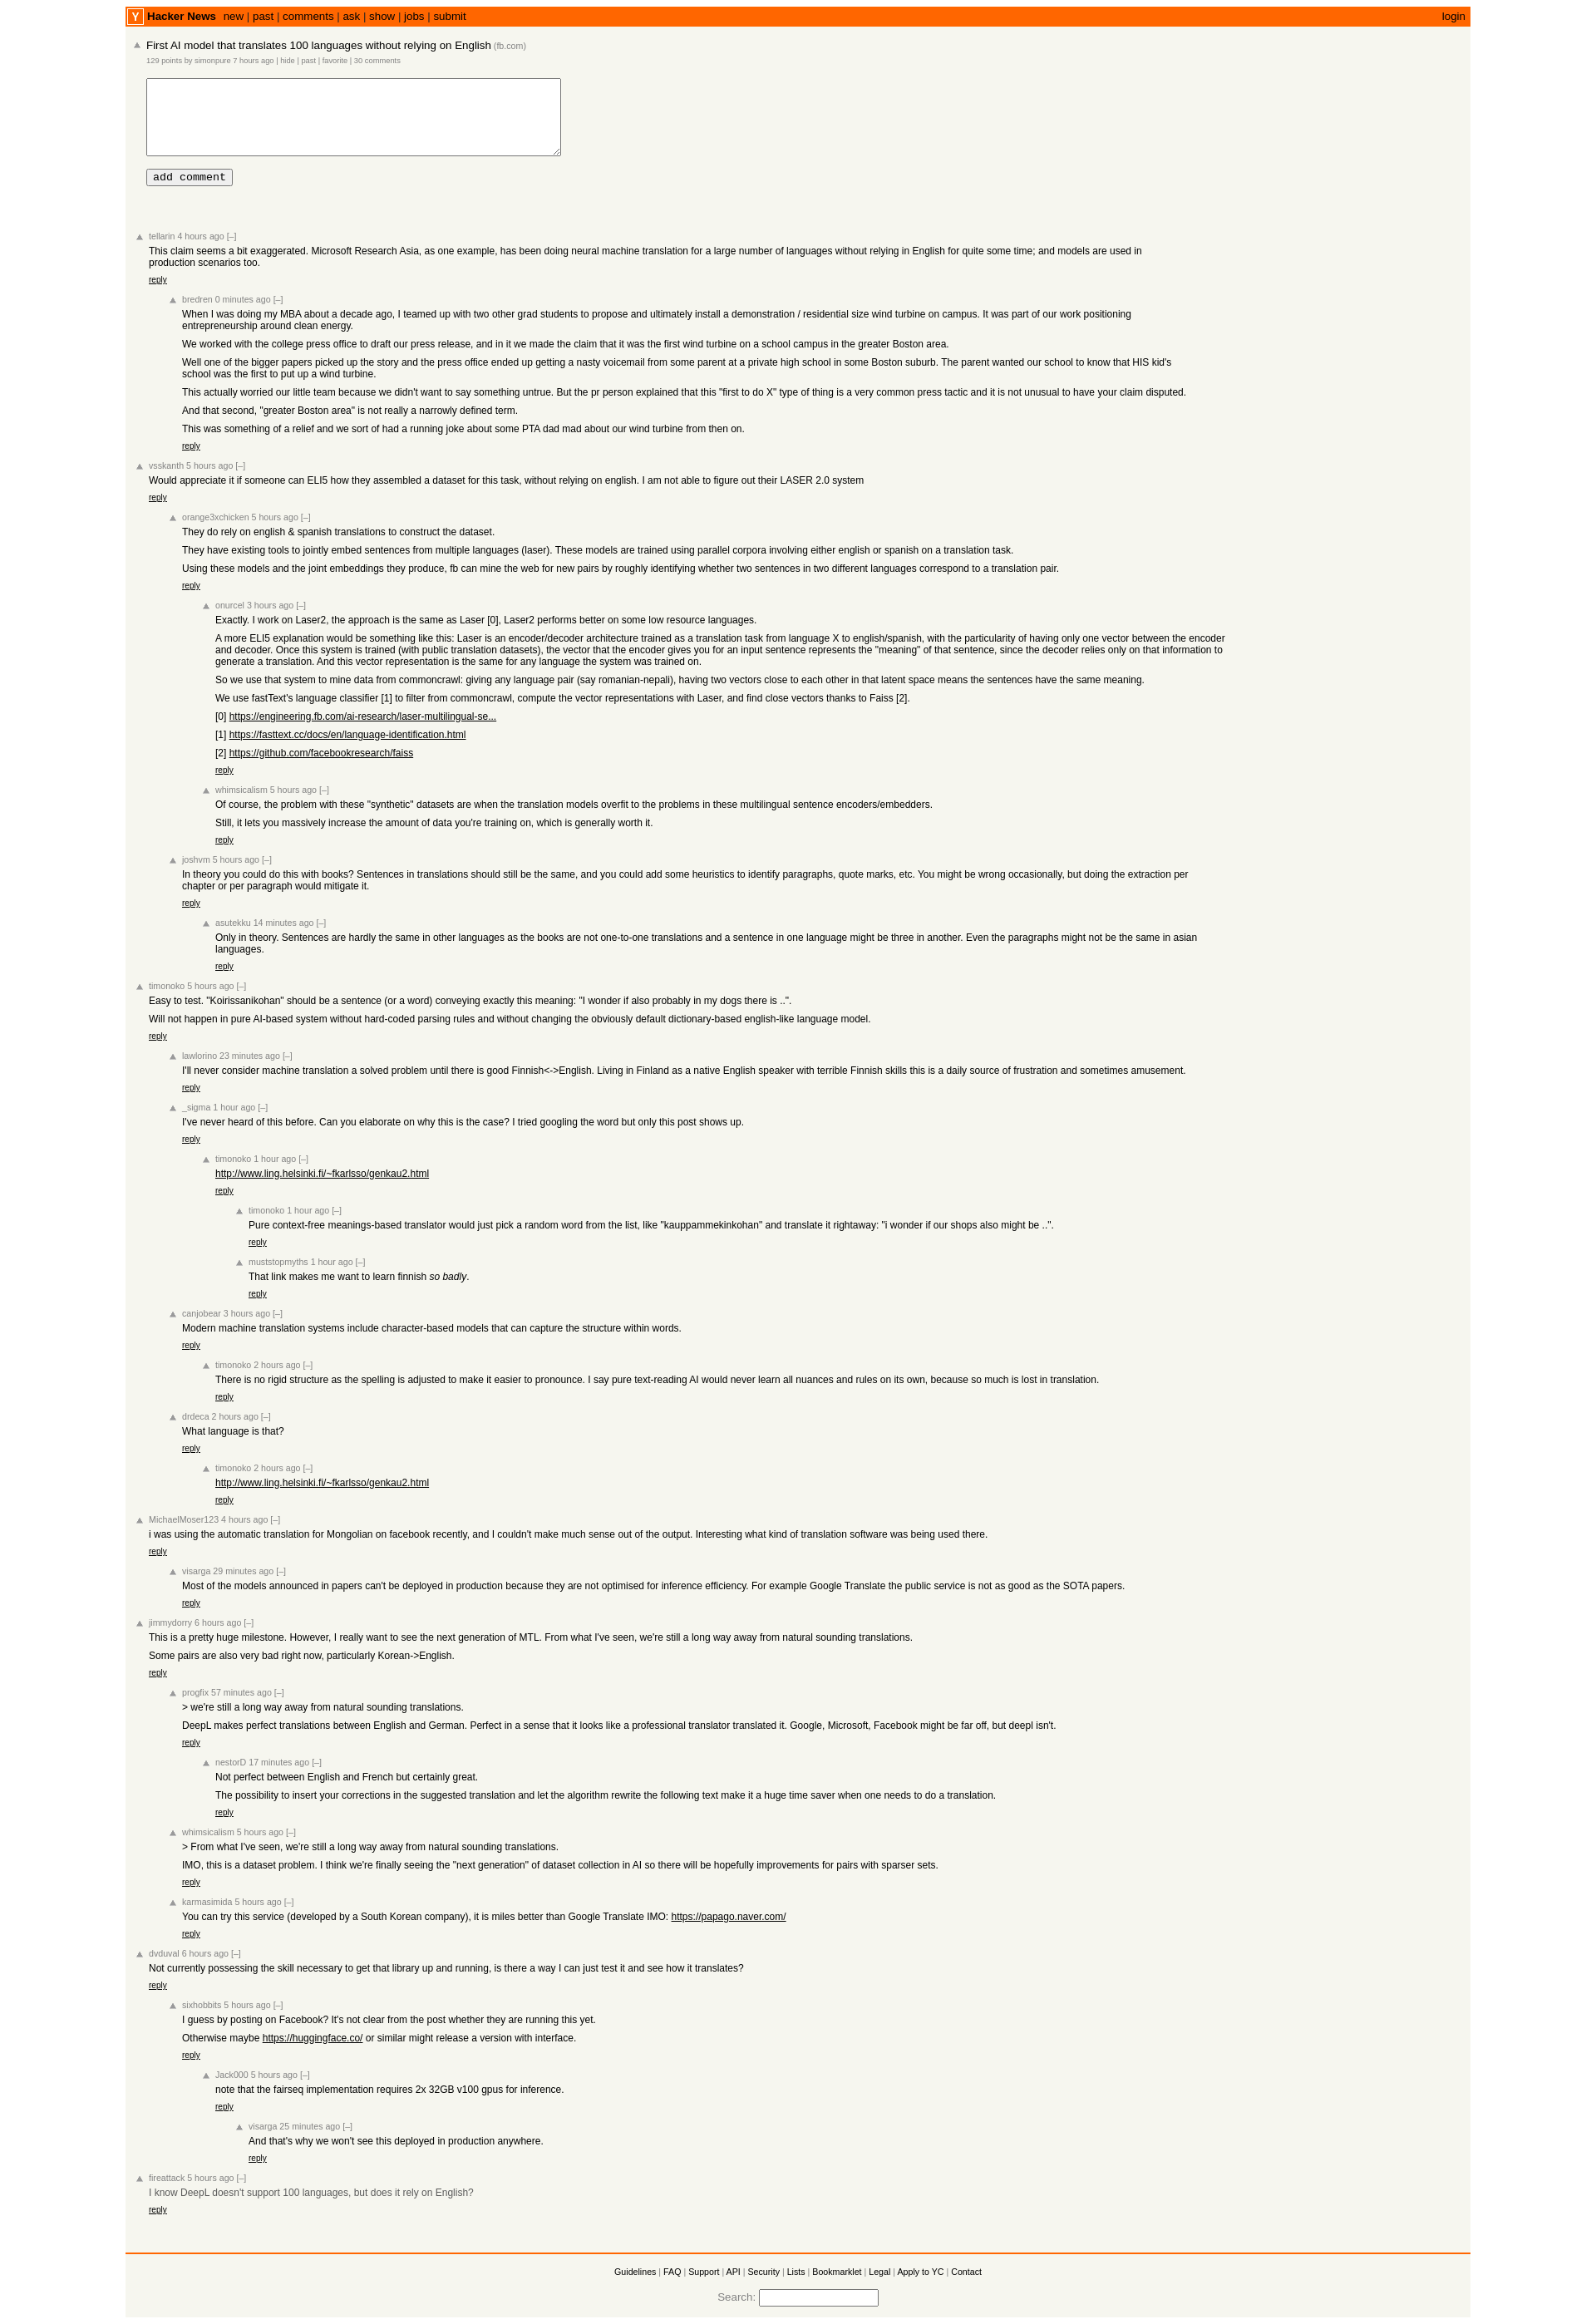 Y Hacker News new | past | comments | ask | show | jobs | submit login
First AI model that translates 100 languages without relying on English (fb.com)
129 points by simonpure 7 hours ago | hide | past | favorite | 30 comments
add comment
tellarin 4 hours ago [–]
This claim seems a bit exaggerated. Microsoft Research Asia, as one example, has been doing neural machine translation for a large number of languages without relying in English for quite some time; and models are used in
production scenarios too.
reply
bredren 0 minutes ago [–]
When I was doing my MBA about a decade ago, I teamed up with two other grad students to propose and ultimately install a demonstration / residential size wind turbine on campus. It was part of our work positioning
entrepreneurship around clean energy.
We worked with the college press office to draft our press release, and in it we made the claim that it was the first wind turbine on a school campus in the greater Boston area.
Well one of the bigger papers picked up the story and the press office ended up getting a nasty voicemail from some parent at a private high school in some Boston suburb. The parent wanted our school to know that HIS kid's
school was the first to put up a wind turbine.
This actually worried our little team because we didn't want to say something untrue. But the pr person explained that this "first to do X" type of thing is a very common press tactic and it is not unusual to have your claim disputed.
And that second, "greater Boston area" is not really a narrowly defined term.
This was something of a relief and we sort of had a running joke about some PTA dad mad about our wind turbine from then on.
reply
vsskanth 5 hours ago [–]
Would appreciate it if someone can ELI5 how they assembled a dataset for this task, without relying on english. I am not able to figure out their LASER 2.0 system
reply
orange3xchicken 5 hours ago [–]
They do rely on english & spanish translations to construct the dataset.
They have existing tools to jointly embed sentences from multiple languages (laser). These models are trained using parallel corpora involving either english or spanish on a translation task.
Using these models and the joint embeddings they produce, fb can mine the web for new pairs by roughly identifying whether two sentences in two different languages correspond to a translation pair.
reply
onurcel 3 hours ago [–]
Exactly. I work on Laser2, the approach is the same as Laser [0], Laser2 performs better on some low resource languages.
A more ELI5 explanation would be something like this: Laser is an encoder/decoder architecture trained as a translation task from language X to english/spanish, with the particularity of having only one vector between the encoder
and decoder. Once this system is trained (with public translation datasets), the vector that the encoder gives you for an input sentence represents the "meaning" of that sentence, since the decoder relies only on that information to
generate a translation. And this vector representation is the same for any language the system was trained on.
So we use that system to mine data from commoncrawl: giving any language pair (say romanian-nepali), having two vectors close to each other in that latent space means the sentences have the same meaning.
We use fastText's language classifier [1] to filter from commoncrawl, compute the vector representations with Laser, and find close vectors thanks to Faiss [2].
[0] https://engineering.fb.com/ai-research/laser-multilingual-se...
[1] https://fasttext.cc/docs/en/language-identification.html
[2] https://github.com/facebookresearch/faiss
reply
whimsicalism 5 hours ago [–]
Of course, the problem with these "synthetic" datasets are when the translation models overfit to the problems in these multilingual sentence encoders/embedders.
Still, it lets you massively increase the amount of data you're training on, which is generally worth it.
reply
joshvm 5 hours ago [–]
In theory you could do this with books? Sentences in translations should still be the same, and you could add some heuristics to identify paragraphs, quote marks, etc. You might be wrong occasionally, but doing the extraction per
chapter or per paragraph would mitigate it.
reply
asutekku 14 minutes ago [–]
Only in theory. Sentences are hardly the same in other languages as the books are not one-to-one translations and a sentence in one language might be three in another. Even the paragraphs might not be the same in asian
languages.
reply
timonoko 5 hours ago [–]
Easy to test. "Koirissanikohan" should be a sentence (or a word) conveying exactly this meaning: "I wonder if also probably in my dogs there is ..".
Will not happen in pure AI-based system without hard-coded parsing rules and without changing the obviously default dictionary-based english-like language model.
reply
lawlorino 23 minutes ago [–]
I'll never consider machine translation a solved problem until there is good Finnish<->English. Living in Finland as a native English speaker with terrible Finnish skills this is a daily source of frustration and sometimes amusement.
reply
_sigma 1 hour ago [–]
I've never heard of this before. Can you elaborate on why this is the case? I tried googling the word but only this post shows up.
reply
timonoko 1 hour ago [–]
http://www.ling.helsinki.fi/~fkarlsso/genkau2.html
reply
timonoko 1 hour ago [–]
Pure context-free meanings-based translator would just pick a random word from the list, like "kauppammekinkohan" and translate it rightaway: "i wonder if our shops also might be ..".
reply
muststopmyths 1 hour ago [–]
That link makes me want to learn finnish so badly.
reply
canjobear 3 hours ago [–]
Modern machine translation systems include character-based models that can capture the structure within words.
reply
timonoko 2 hours ago [–]
There is no rigid structure as the spelling is adjusted to make it easier to pronounce. I say pure text-reading AI would never learn all nuances and rules on its own, because so much is lost in translation.
reply
drdeca 2 hours ago [–]
What language is that?
reply
timonoko 2 hours ago [–]
http://www.ling.helsinki.fi/~fkarlsso/genkau2.html
reply
MichaelMoser123 4 hours ago [–]
i was using the automatic translation for Mongolian on facebook recently, and I couldn't make much sense out of the output. Interesting what kind of translation software was being used there.
reply
visarga 29 minutes ago [–]
Most of the models announced in papers can't be deployed in production because they are not optimised for inference efficiency. For example Google Translate the public service is not as good as the SOTA papers.
reply
jimmydorry 6 hours ago [–]
This is a pretty huge milestone. However, I really want to see the next generation of MTL. From what I've seen, we're still a long way away from natural sounding translations.
Some pairs are also very bad right now, particularly Korean->English.
reply
progfix 57 minutes ago [–]
> we're still a long way away from natural sounding translations.
DeepL makes perfect translations between English and German. Perfect in a sense that it looks like a professional translator translated it. Google, Microsoft, Facebook might be far off, but deepl isn't.
reply
nestorD 17 minutes ago [–]
Not perfect between English and French but certainly great.
The possibility to insert your corrections in the suggested translation and let the algorithm rewrite the following text make it a huge time saver when one needs to do a translation.
reply
whimsicalism 5 hours ago [–]
> From what I've seen, we're still a long way away from natural sounding translations.
IMO, this is a dataset problem. I think we're finally seeing the "next generation" of dataset collection in AI so there will be hopefully improvements for pairs with sparser sets.
reply
karmasimida 5 hours ago [–]
You can try this service (developed by a South Korean company), it is miles better than Google Translate IMO: https://papago.naver.com/
reply
dvduval 6 hours ago [–]
Not currently possessing the skill necessary to get that library up and running, is there a way I can just test it and see how it translates?
reply
sixhobbits 5 hours ago [–]
I guess by posting on Facebook? It's not clear from the post whether they are running this yet.
Otherwise maybe https://huggingface.co/ or similar might release a version with interface.
reply
Jack000 5 hours ago [–]
note that the fairseq implementation requires 2x 32GB v100 gpus for inference.
reply
visarga 25 minutes ago [–]
And that's why we won't see this deployed in production anywhere.
reply
fireattack 5 hours ago [–]
I know DeepL doesn't support 100 languages, but does it rely on English?
reply
Guidelines | FAQ | Support | API | Security | Lists | Bookmarklet | Legal | Apply to YC | Contact
Search: